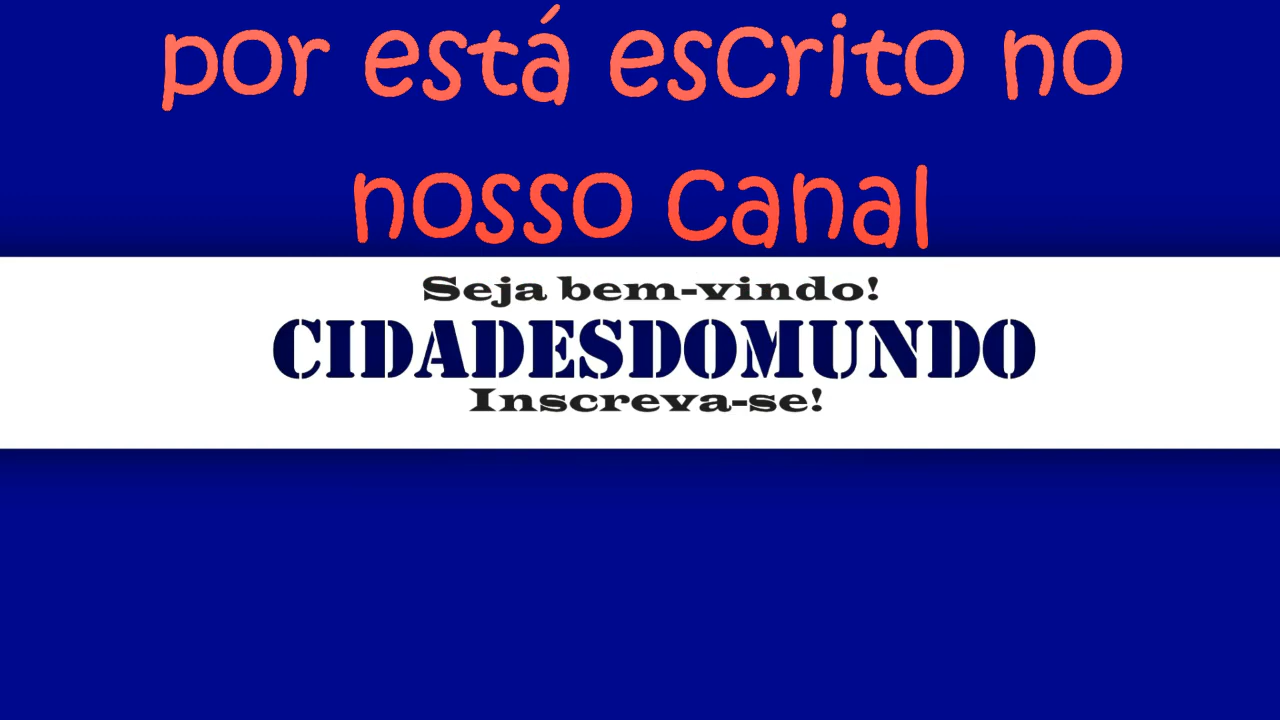 por está escrito no
nosso canal
Seja bem-vindo!
CIDADESDOMUNDO
Inscreva-se!